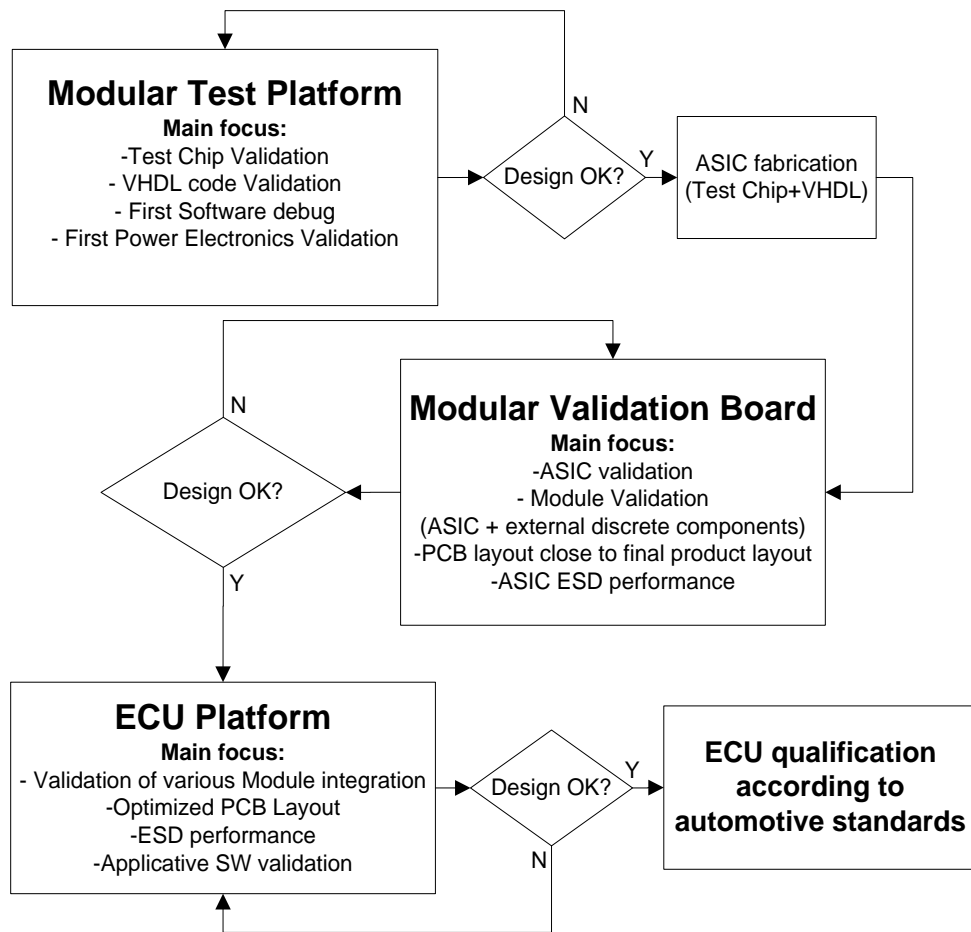 Modular Test Platform
Main focus:
-Test Chip Validation
- VHDL code Validation
- First Software debug
- First Power Electronics Validation
Design OK?
N
Y
ASIC fabrication
(Test Chip+VHDL)
Modular Validation Board
Main focus:
-ASIC validation
- Module Validation
(ASIC + external discrete components)
-PCB layout close to final product layout
-ASIC ESD performance
Design OK?
N
Y
ECU Platform
Main focus:
- Validation of various Module integration
-Optimized PCB Layout
-ESD performance
-Applicative SW validation
Design OK?
Y
N
ECU qualification
according to
automotive standards